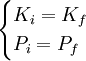 K_i = K_f
P_i = P_f